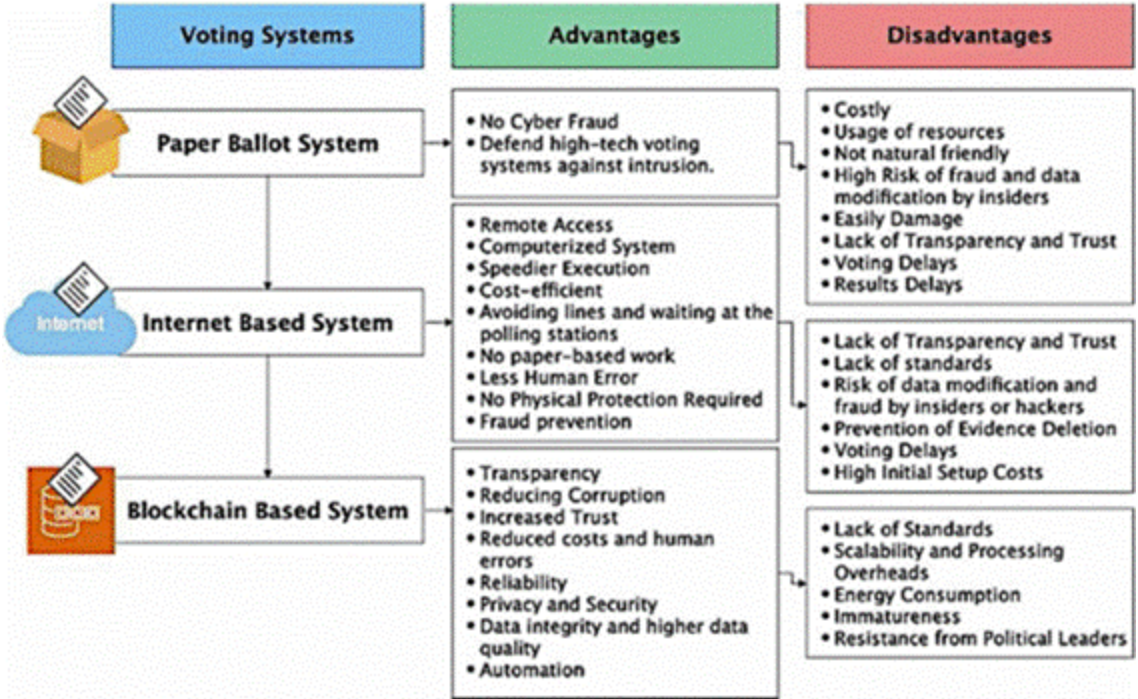 Voting Systems
Advantages
Disadvantages
Paper Ballot System
• No Cyber Fraud
• Defend high-tech voting
systems against intrusion.
• Costly
• Usage of resources
• Not natural friendly
• High Risk of fraud and data
modification by insiders
• Easily Damage
• Lack of Transparency and Trust
• Voting Delays
• Results Delays
Internet
Internet Based System
• Remote Access
• Computerized System
• Speedier Execution
• Cost-efficient
• Avoiding lines and waiting at the
polling stations
• No paper-based work
• Less Human Error
• No Physical Protection Required
• Fraud prevention
• Lack of Transparency and Trust
• Lack of standards
• Risk of data modification and
fraud by insiders or hackers
• Prevention of Evidence Deletion
• Voting Delays
• High Initial Setup Costs
Blockchain Based System
• Transparency
• Reducing Corruption
• Increased Trust
• Reduced costs and human
errors
• Reliability
• Privacy and Security
• Data integrity and higher data
quality
• Automation
• Lack of Standards
• Scalability and Processing
Overheads
• Energy Consumption
• Immatureness
• Resistance from Political Leaders